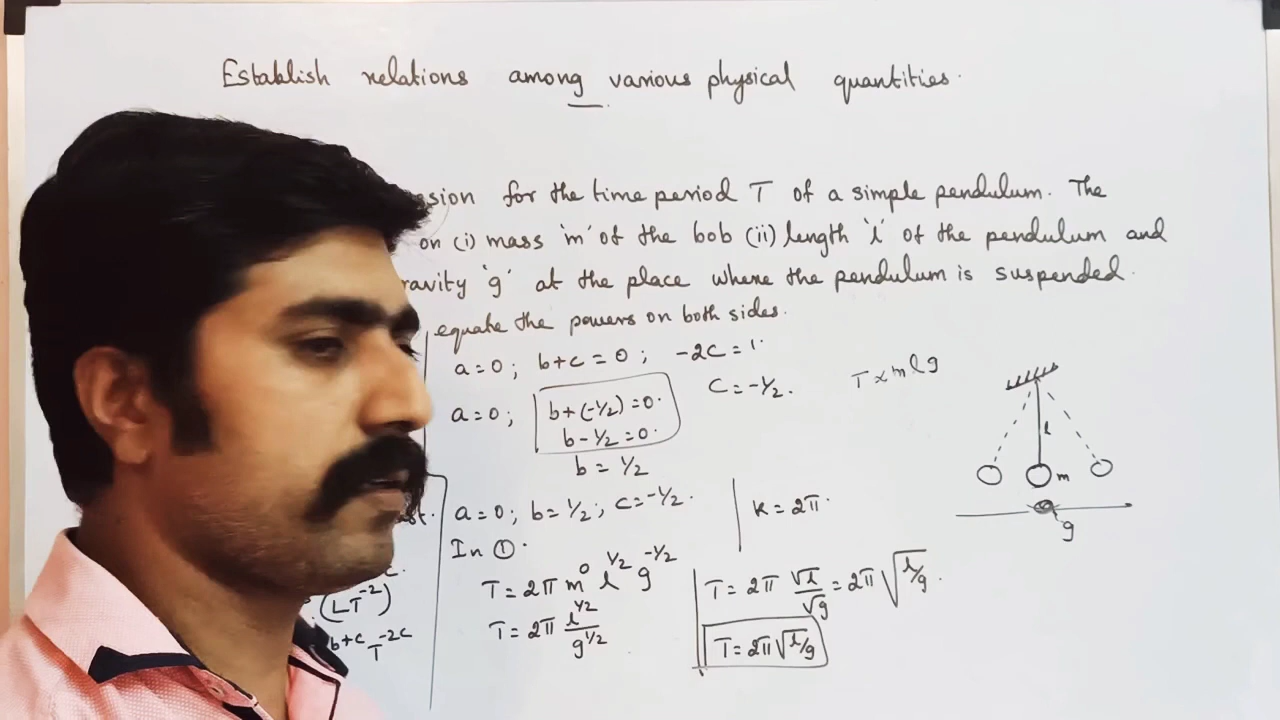 Establish relations among various physical quantities.
for the time period T of a simple pendulum. The
on (i) mass 'm' of the bob (ii) length 'l' of the pendulum and
'g' at the place where the pendulum is suspended.
equate the powers on both sides.
a=0; b+c=0; -2c=1.
C=-1/2.
a=0; b+(-1/2)=0.
b-1/2=0.
b=1/2
a=0; b=1/2; c=-1/2.
In ①.
T=2π m⁰ l^1/2 g^-1/2
T=2π l^1/2/g^1/2
(LT⁻²)
b+c T^-2c
K=2π.
T=2π √l/√g=2π√l/g.
T=2π√l/g
T∝mlg
l
m
g